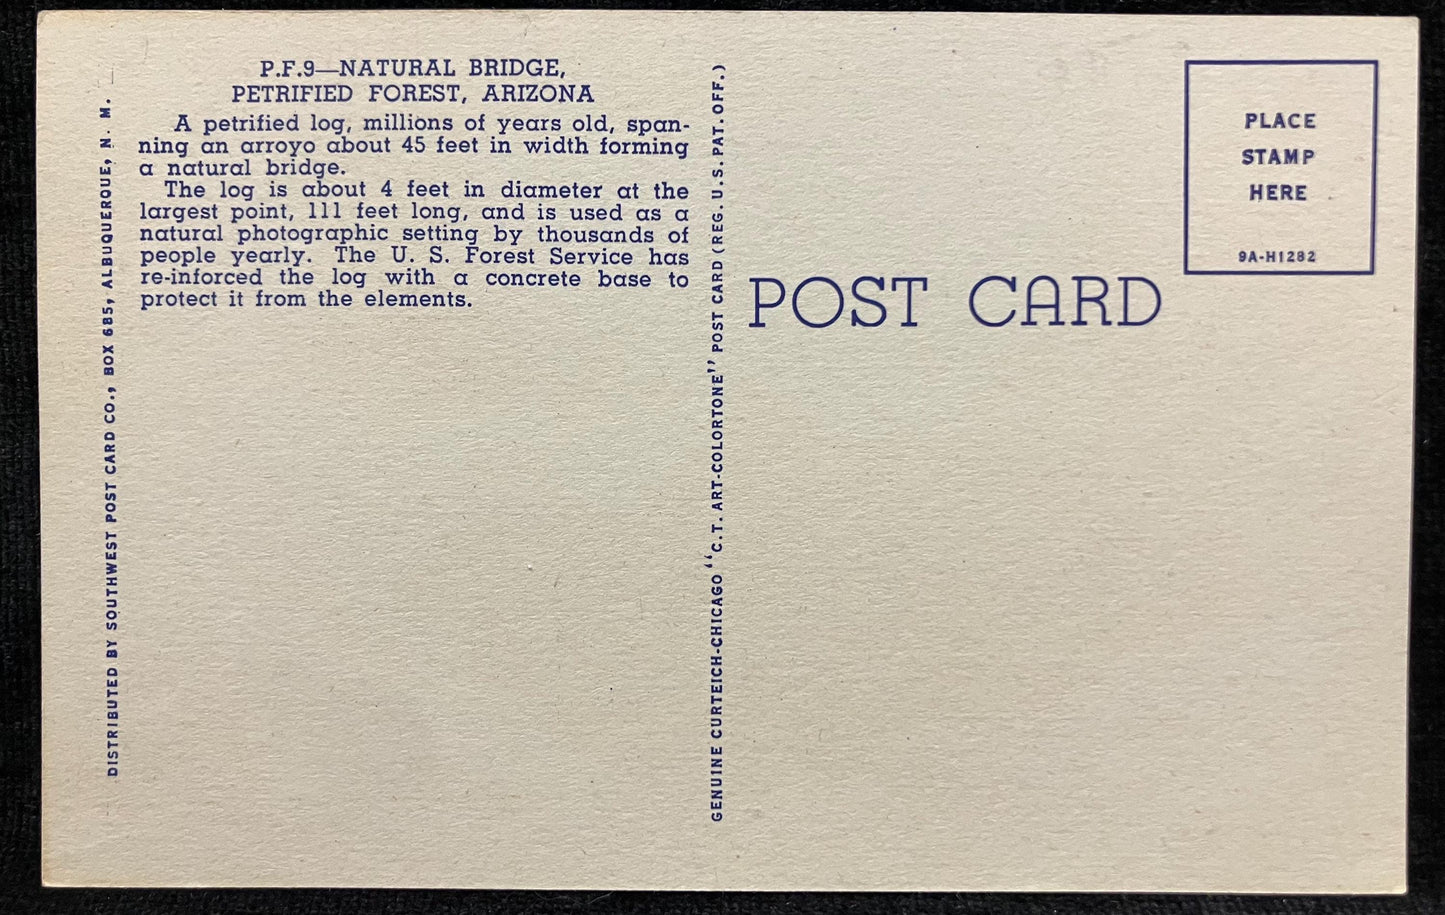 P.F.9—NATURAL BRIDGE,
PETRIFIED FOREST, ARIZONA
A petrified log, millions of years old, span-
ning an arroyo about 45 feet in width forming
a natural bridge.
The log is about 4 feet in diameter at the
largest point, 111 feet long, and is used as a
natural photographic setting by thousands of
people yearly. The U. S. Forest Service has
re-inforced the log with a concrete base to
protect it from the elements.
DISTRIBUTED BY SOUTHWEST POST CARD CO., BOX 685, ALBUQUERQUE, N. M.
GENUINE CURTEICH-CHICAGO "C.T. ART-COLORTONE" POST CARD (REG. U.S. PAT. OFF.)
POST CARD
PLACE
STAMP
HERE
9A-H1282